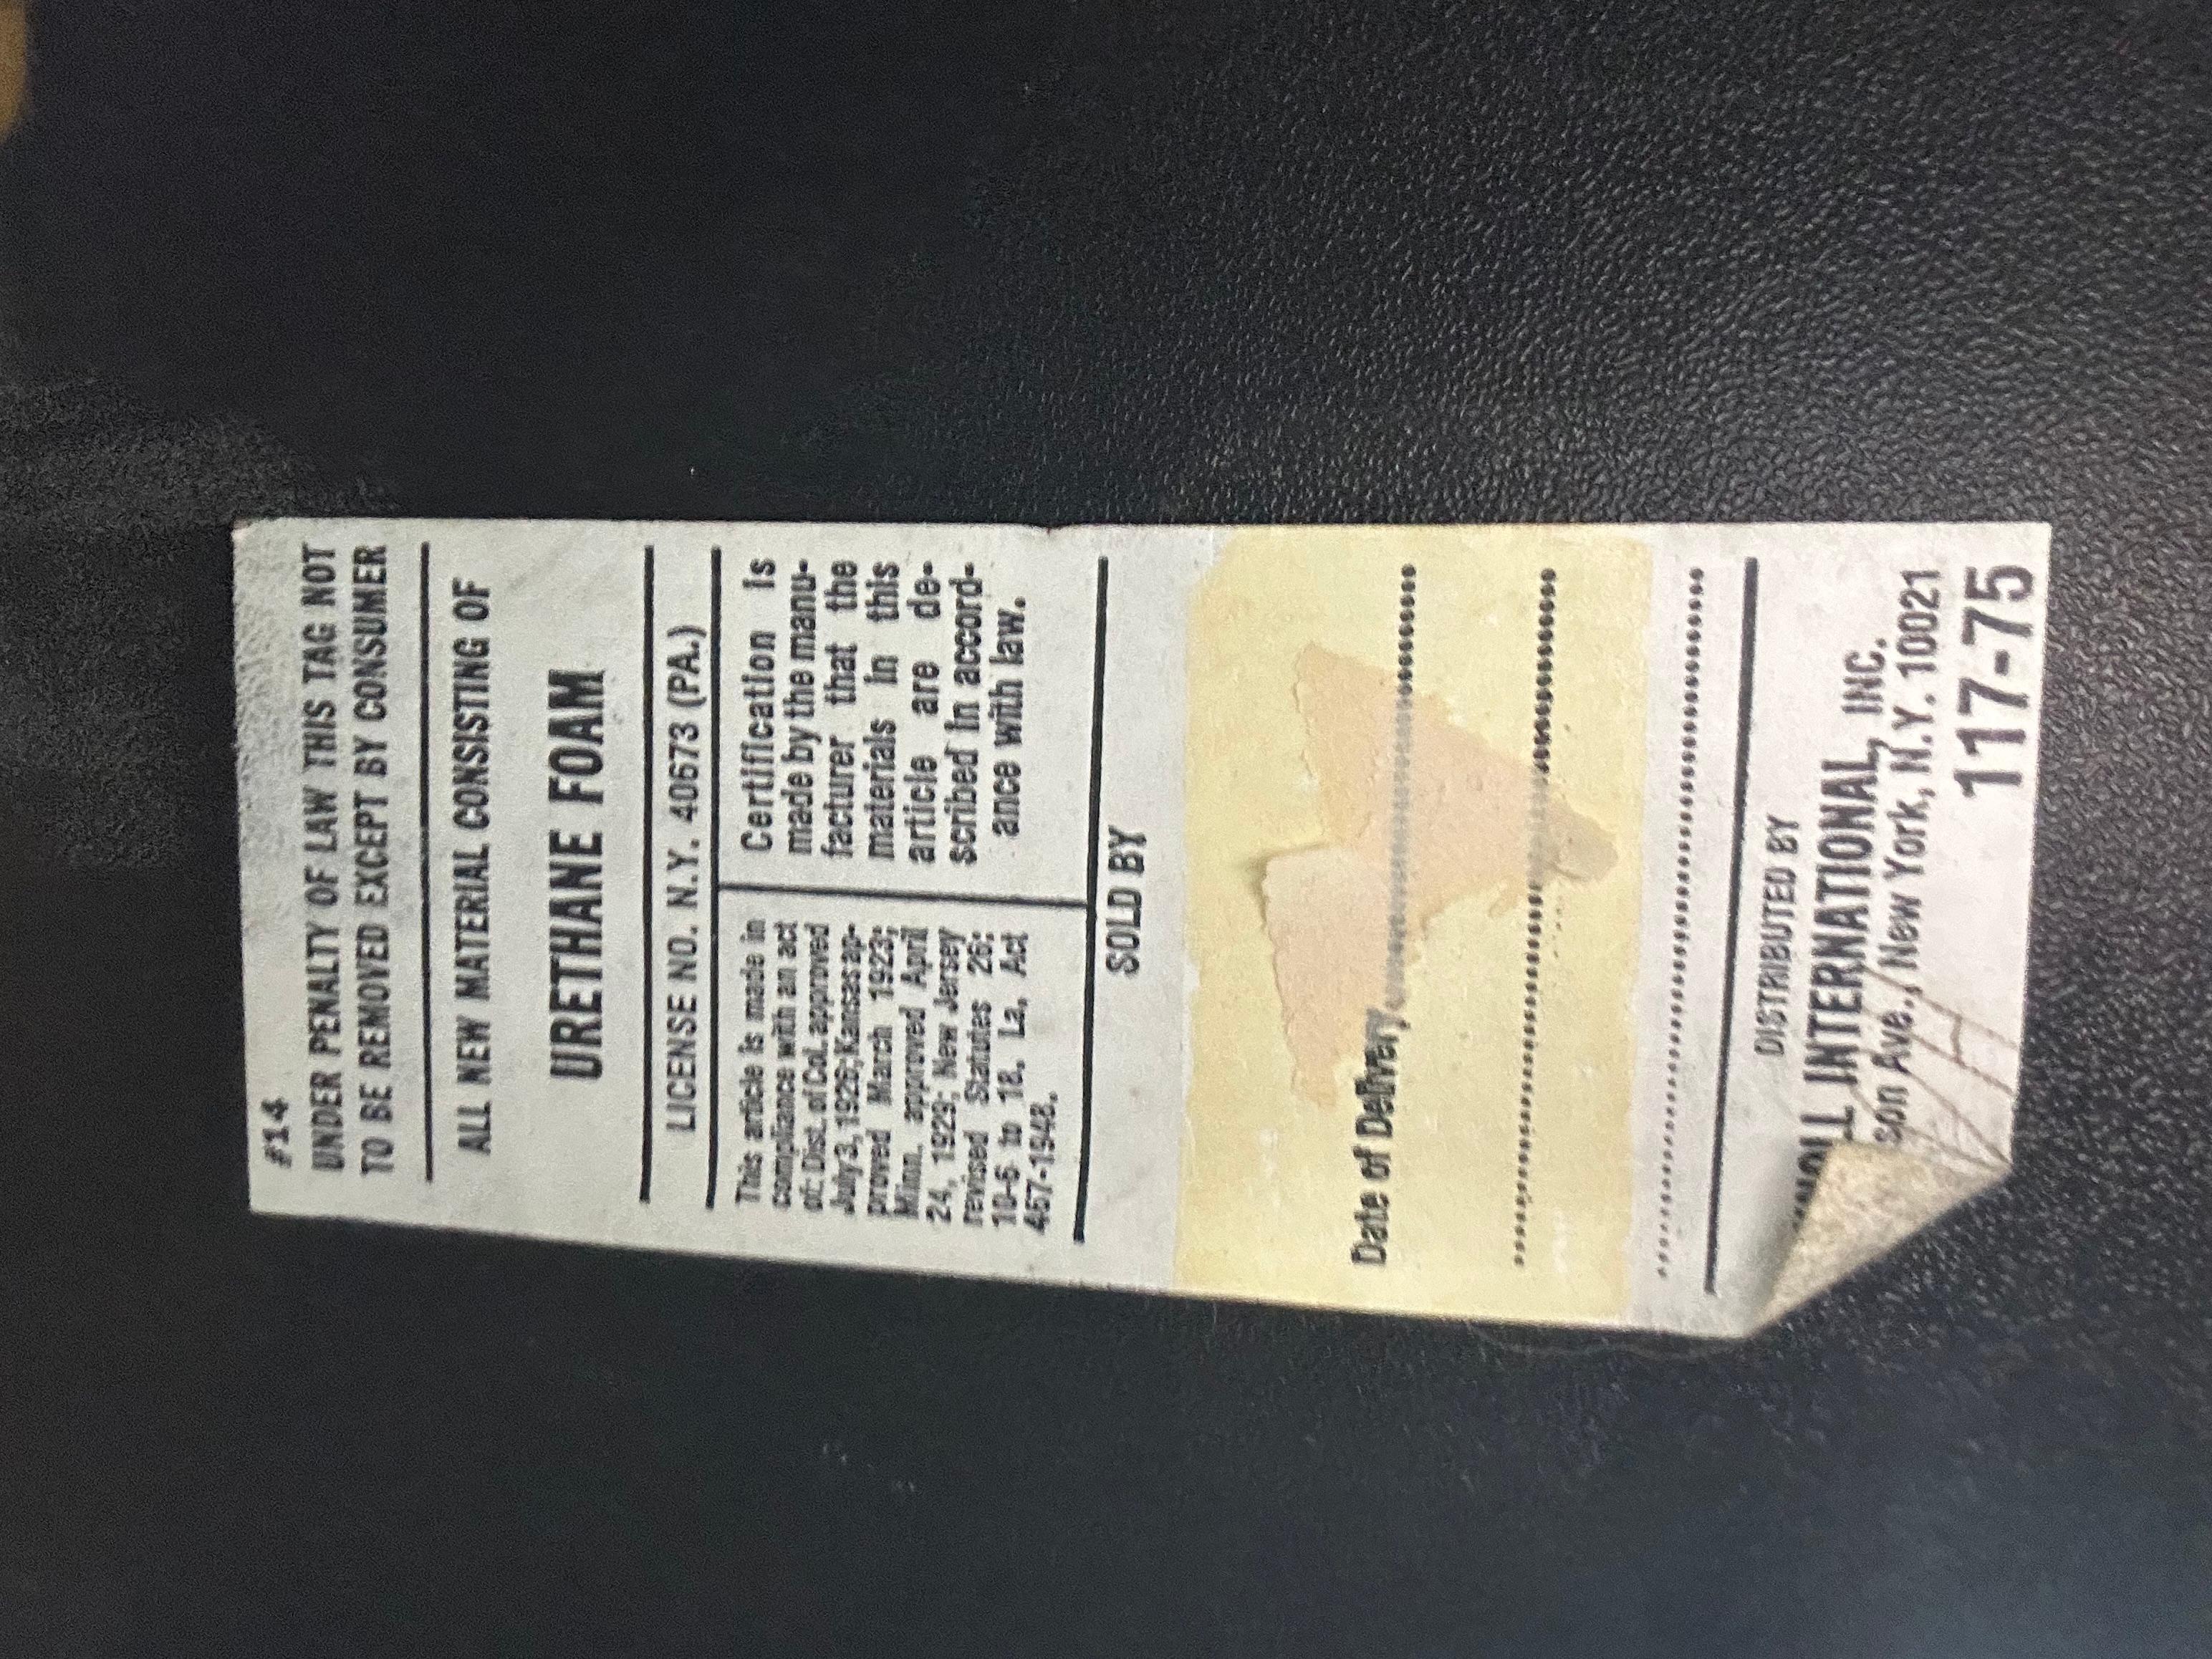 #14
UNDER PENALTY OF LAW THIS TAG NOT
TO BE REMOVED EXCEPT BY CONSUMER
ALL NEW MATERIAL CONSISTING OF
URETHANE FOAM
LICENSE NO. N.Y. 40673 (PA.)
This article is made in
compliance with an act
of: Dist. of Col. approved
July 3, 1926; Kansas ap-
proved March 1923;
Minn. approved April
24, 1929; New Jersey
revised Statutes 26:
10-6 to 18. La. Act
467-1948.
Certification is
made by the manu-
facturer that the
materials in this
article are de-
scribed in accord-
ance with law.
SOLD BY
Date of Delivery
DISTRIBUTED BY
INTERNATIONAL, INC.
son Ave., New York, N.Y. 10021
117-75